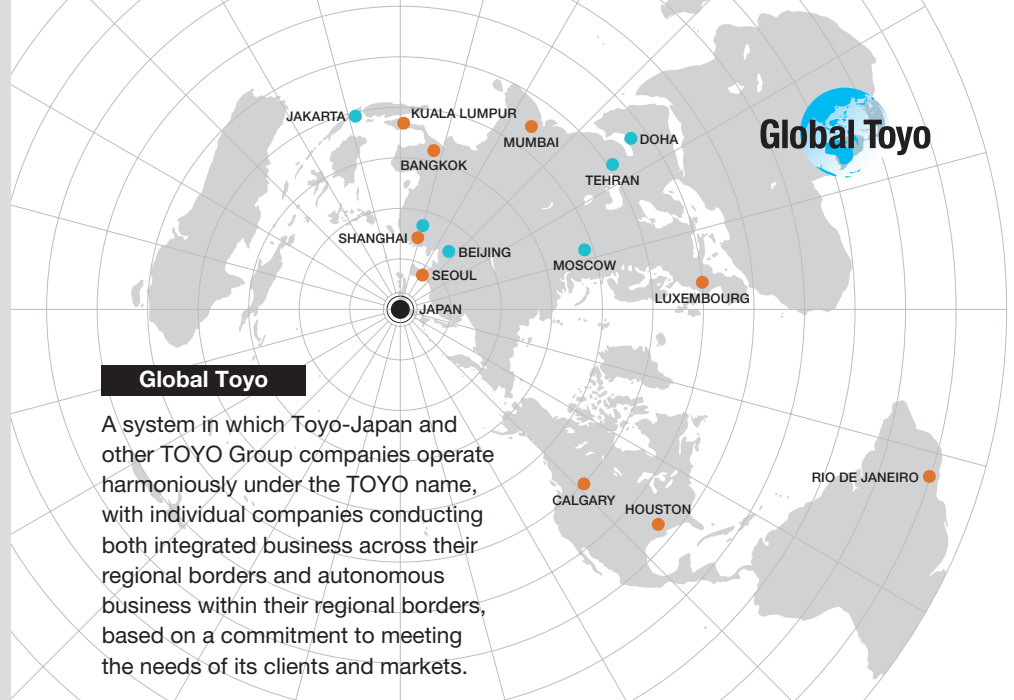 JAKARTA
KUALA LUMPUR
MUMBAI
DOHA
Global Toyo
BANGKOK
TEHRAN
SHANGHAI
BEIJING
MOSCOW
SEOUL
LUXEMBOURG
JAPAN
Global Toyo
A system in which Toyo-Japan and
other TOYO Group companies operate
harmoniously under the TOYO name,
with individual companies conducting
both integrated business across their
regional borders and autonomous
business within their regional borders,
based on a commitment to meeting
the needs of its clients and markets.
CALGARY
HOUSTON
RIO DE JANEIRO